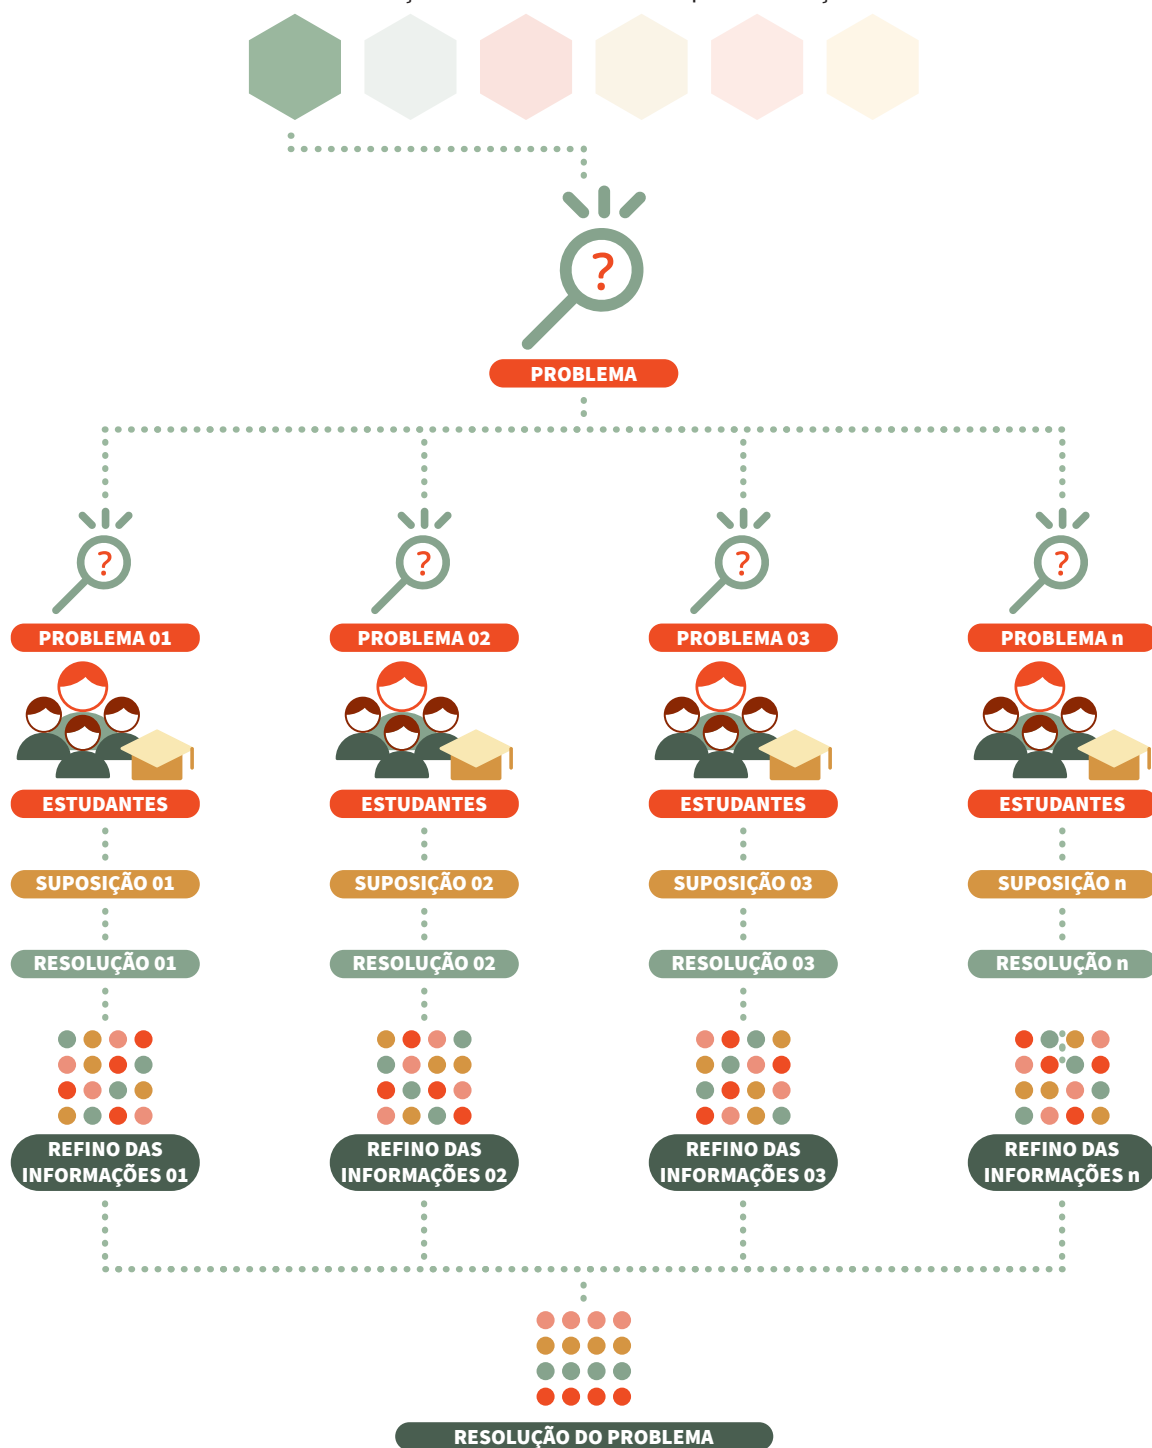 ?
PROBLEMA
? ? ? ?
PROBLEMA 01 PROBLEMA 02 PROBLEMA 03 PROBLEMA n
ESTUDANTES ESTUDANTES ESTUDANTES ESTUDANTES
SUPOSIÇÃO 01 SUPOSIÇÃO 02 SUPOSIÇÃO 03 SUPOSIÇÃO n
RESOLUÇÃO 01 RESOLUÇÃO 02 RESOLUÇÃO 03 RESOLUÇÃO n
REFINO DAS REFINO DAS REFINO DAS REFINO DAS
INFORMAÇÕES 01 INFORMAÇÕES 02 INFORMAÇÕES 03 INFORMAÇÕES n
RESOLUÇÃO DO PROBLEMA